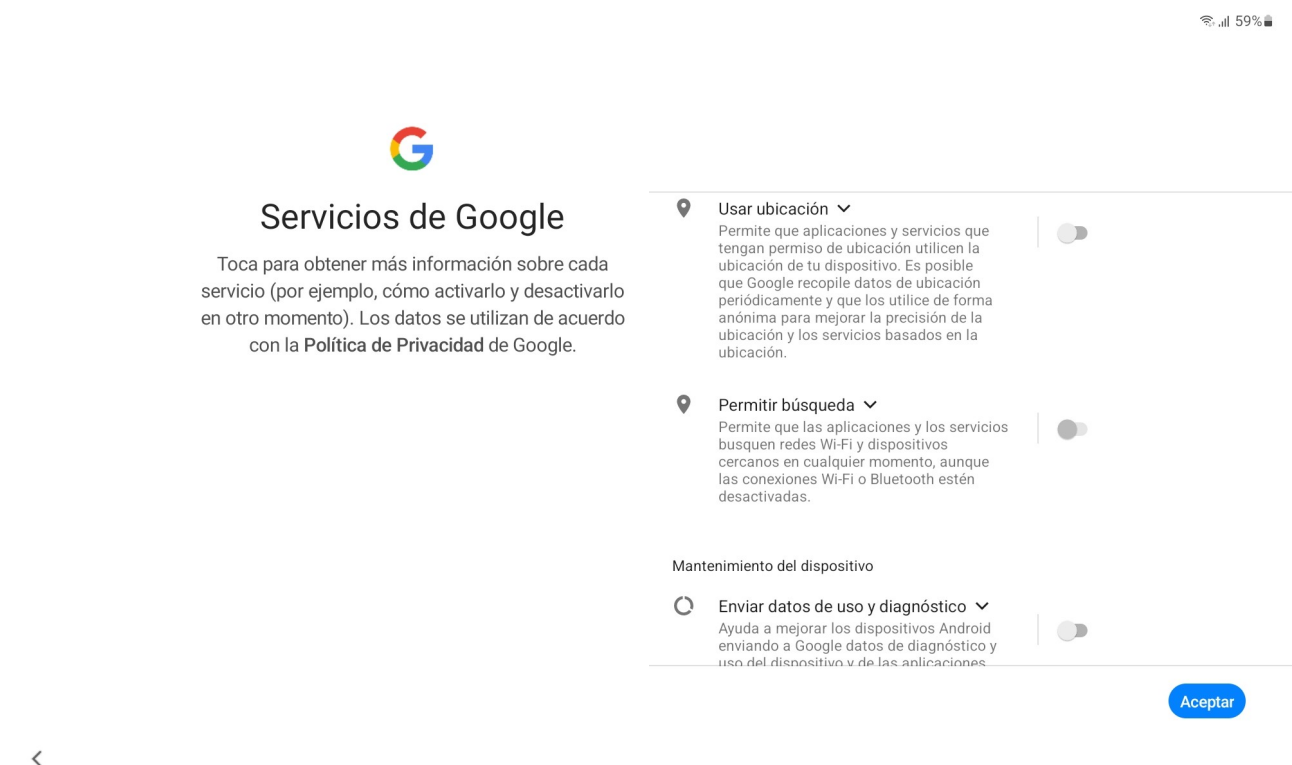 59%
Servicios de Google
Toca para obtener más información sobre cada
servicio (por ejemplo, cómo activarlo y desactivarlo
en otro momento). Los datos se utilizan de acuerdo
con la Política de Privacidad de Google.
Usar ubicación
Permite que aplicaciones y servicios que
tengan permiso de ubicación utilicen la
ubicación de tu dispositivo. Es posible
que Google recopile datos de ubicación
periódicamente y que los utilice de forma
anónima para mejorar la precisión de la
ubicación y los servicios basados en la
ubicación.
Permitir búsqueda
Permite que las aplicaciones y los servicios
busquen redes Wi-Fi y dispositivos
cercanos en cualquier momento, aunque
las conexiones Wi-Fi o Bluetooth estén
desactivadas.
Mantenimiento del dispositivo
Enviar datos de uso y diagnóstico
Ayuda a mejorar los dispositivos Android
enviando a Google datos de diagnóstico y
uso del dispositivo y de las aplicaciones
Aceptar